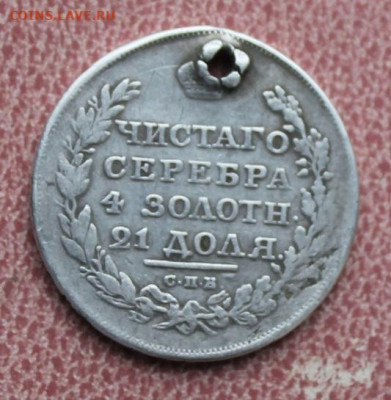 COINS.LAVE.RU
ЧИСТАГО
СЕРЕБРА
4 ЗОЛОТН.
21 ДОЛЯ.
С.П.Б